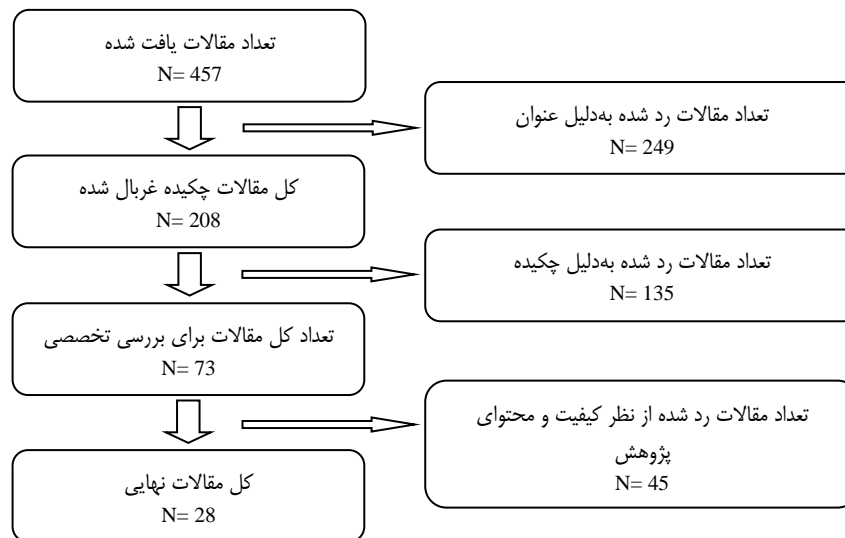 تعداد مقالات یافت شده
N= 457
تعداد مقالات رد شده به‌دلیل عنوان
N= 249
کل مقالات چکیده غربال شده
N= 208
تعداد مقالات رد شده به‌دلیل چکیده
N= 135
تعداد کل مقالات برای بررسی تخصصی
N= 73
تعداد مقالات رد شده از نظر کیفیت و محتوای
پژوهش
N= 45
کل مقالات نهایی
N= 28